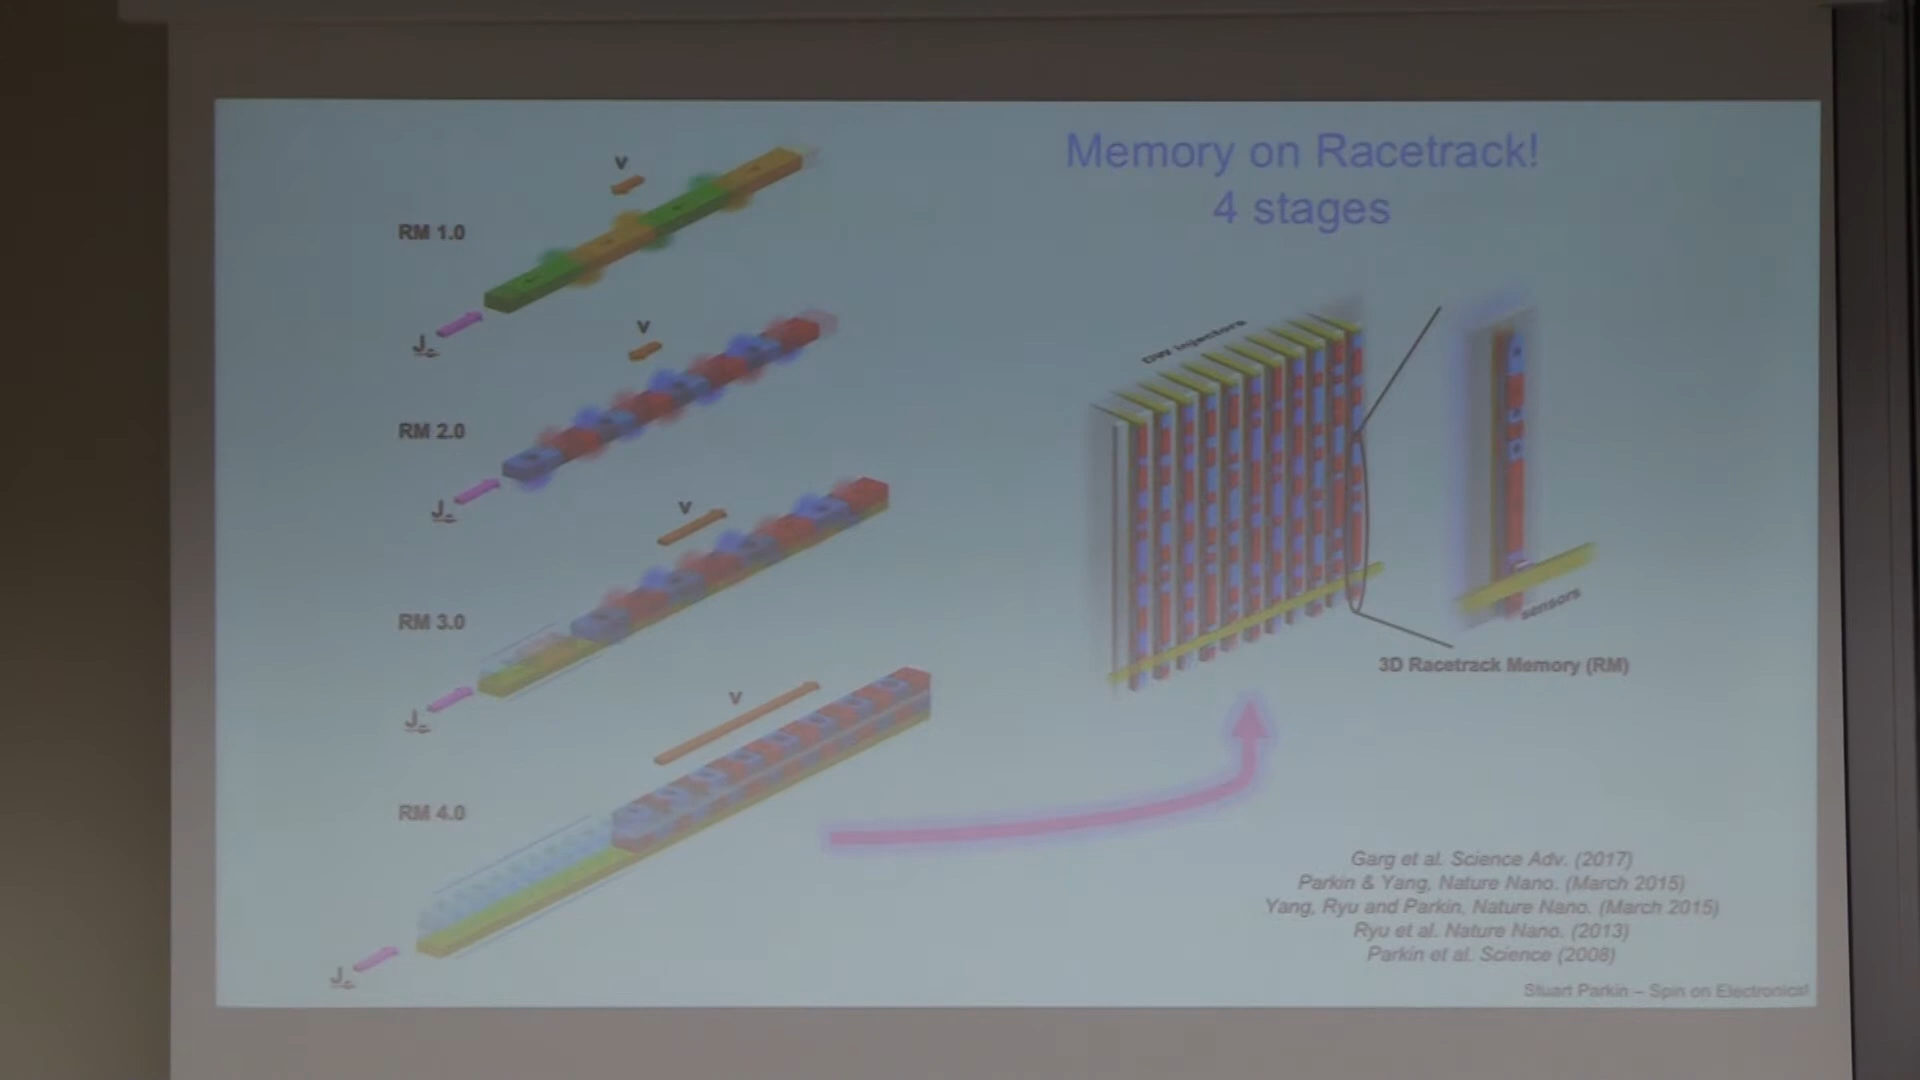 Memory on Racetrack!
4 stages
v
RM 1.0
v
RM 2.0
v
RM 3.0
v
RM 4.0
DW injectors
sensors
3D Racetrack Memory (RM)
Garg et al. Science Adv. (2017)
Parkin & Yang, Nature Nano. (March 2015)
Yang, Ryu and Parkin, Nature Nano. (March 2015)
Ryu et al. Nature Nano. (2013)
Parkin et al. Science (2008)
Stuart Parkin – Spin on Electronics!